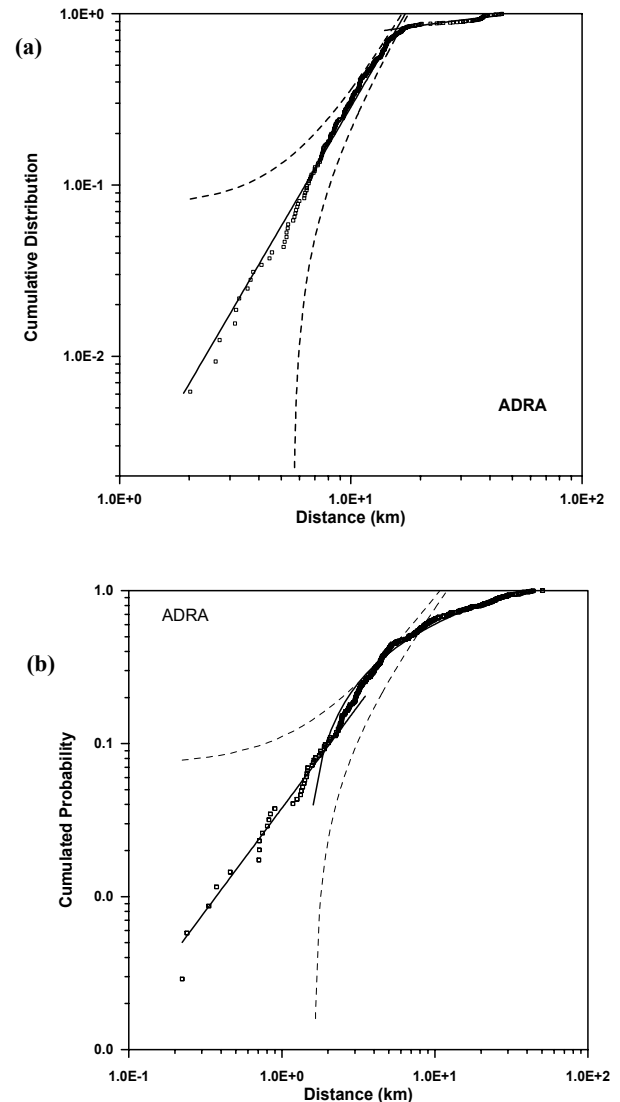 (a)
1.0E+0
1.0E-1
1.0E-2
Cumulative Distribution
ADRA
1.0E+0
1.0E+1
1.0E+2
Distance (km)
(b)
ADRA
1.0
0.1
0.0
0.0
Cumulated Probability
1.0E-1
1.0E+0
1.0E+1
1.0E+2
Distance (km)